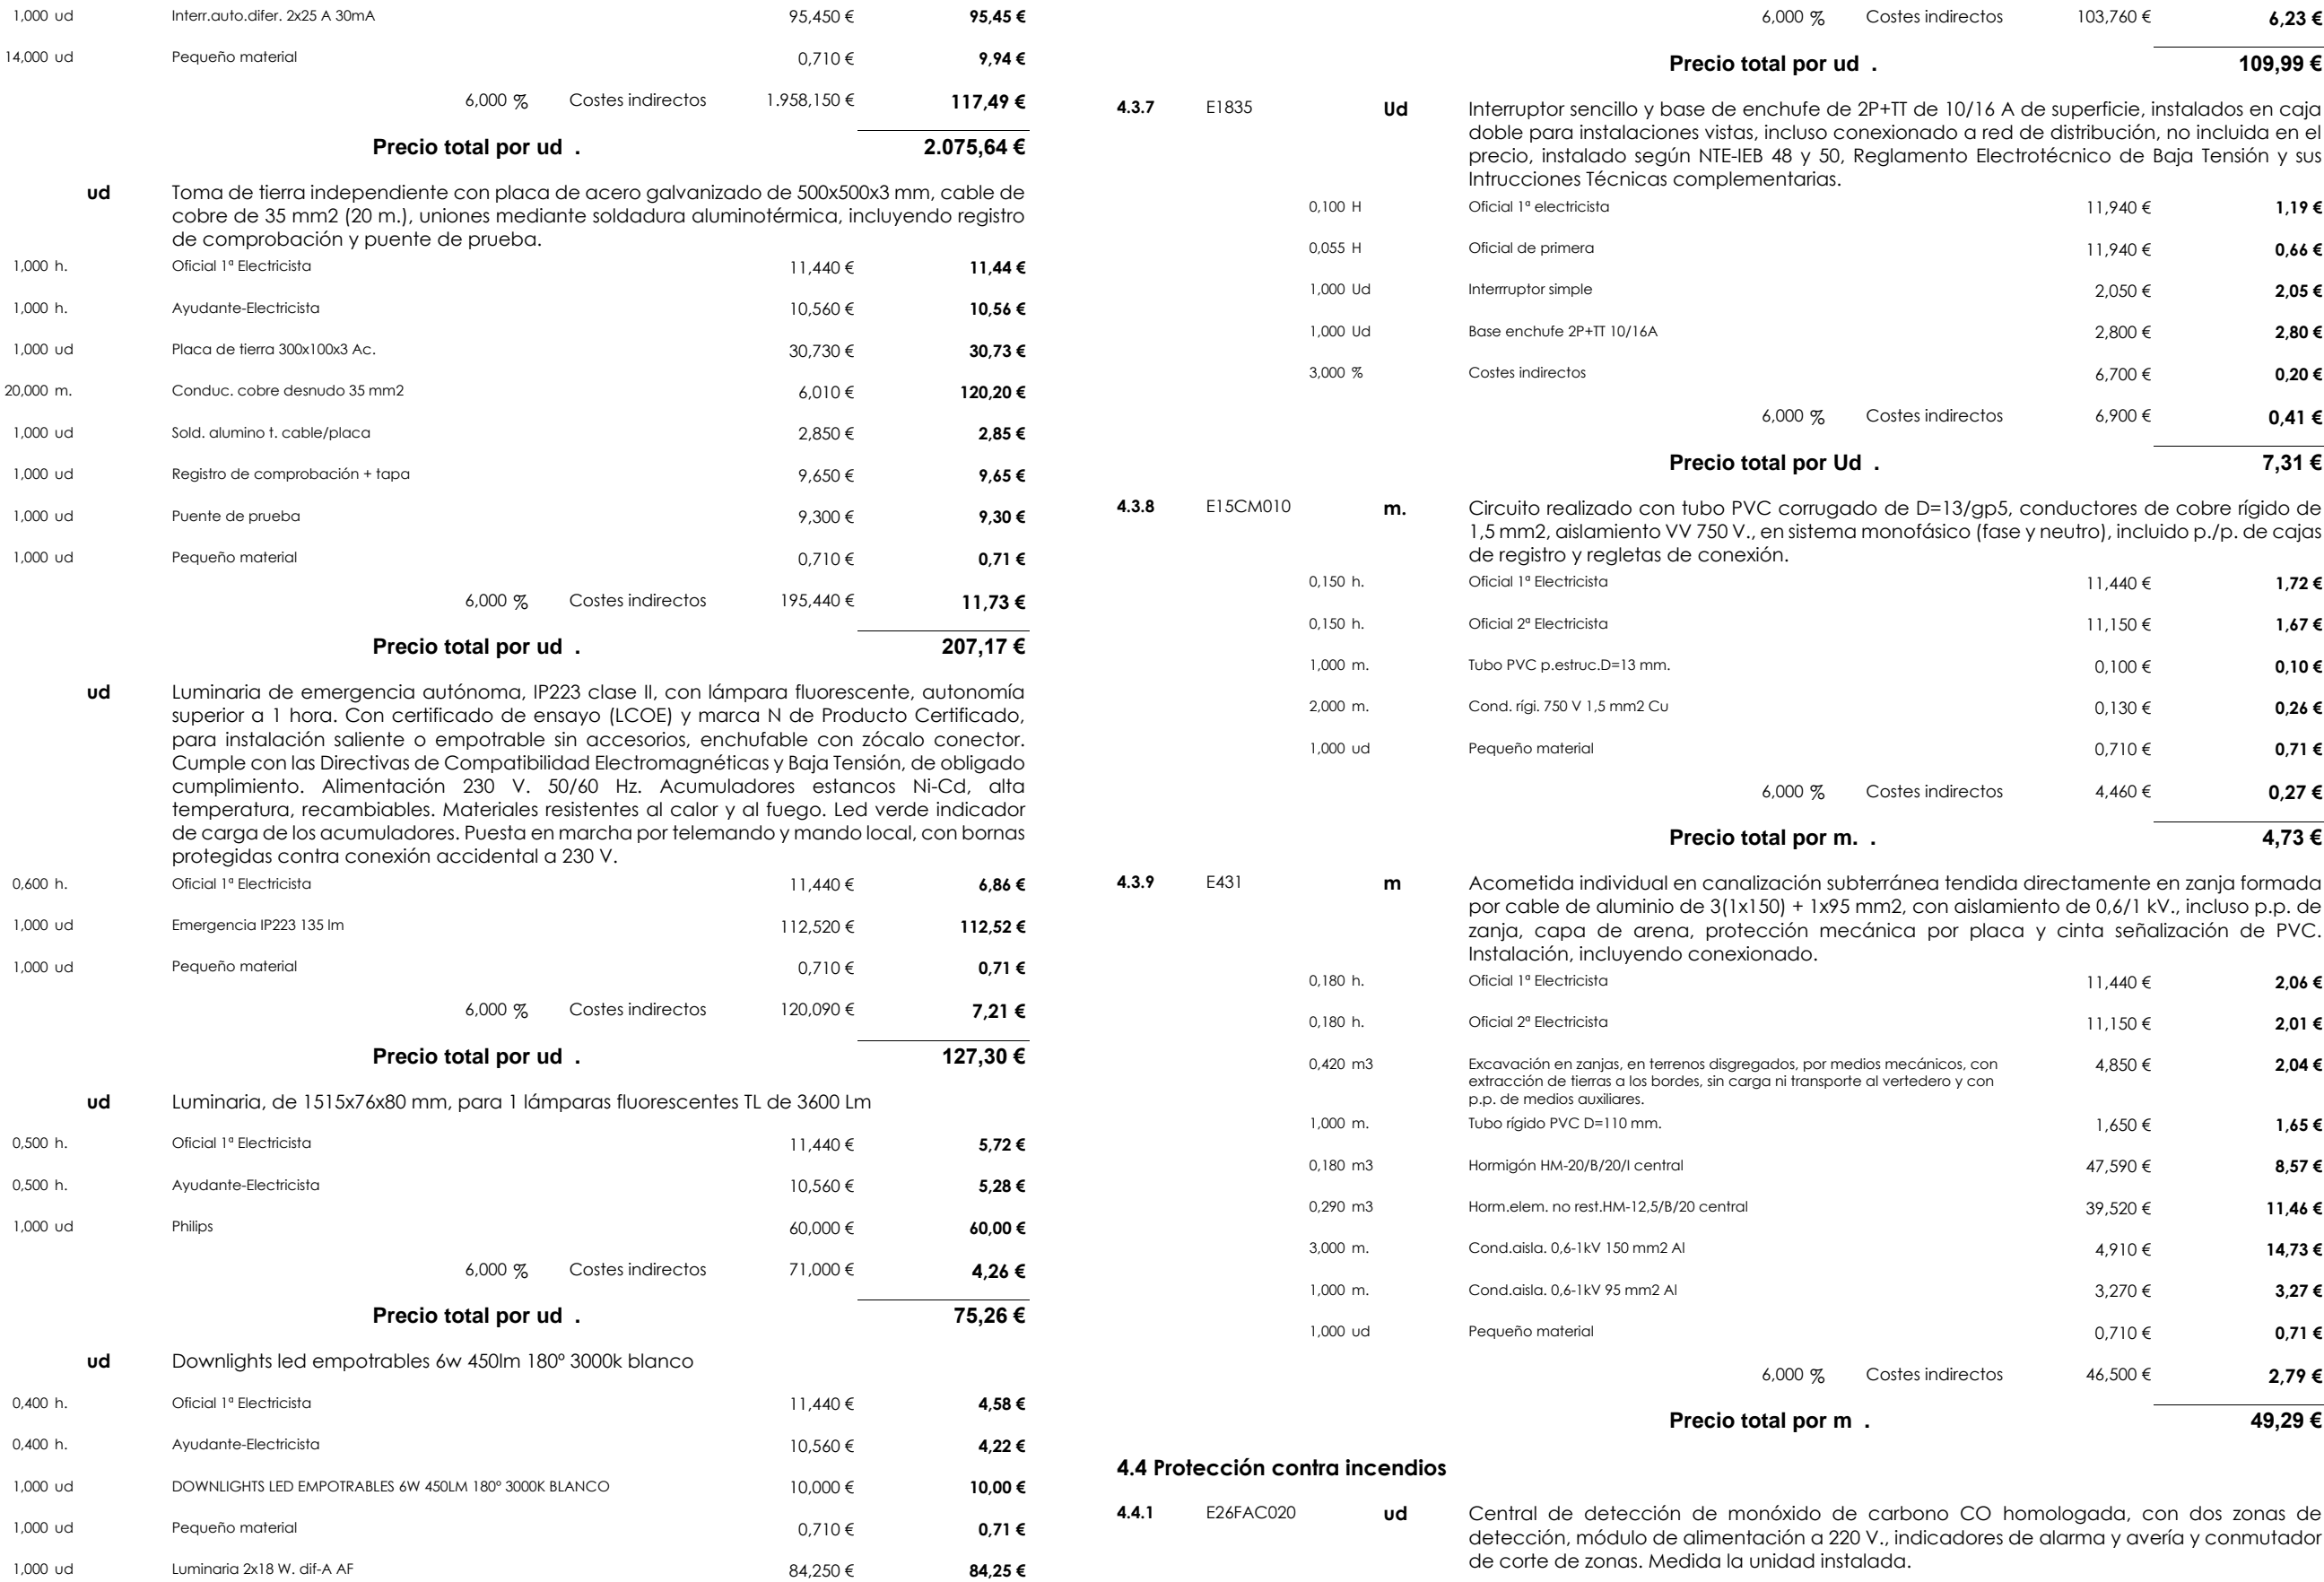 1,000 ud Interr.auto.difer. 2x25 A 30mA 95,450 € 95,45 €
14,000 ud Pequeño material 0,710 € 9,94 €
6,000 % Costes indirectos 1.958,150 € 117,49 €
Precio total por ud . 2.075,64 €
ud Toma de tierra independiente con placa de acero galvanizado de 500x500x3 mm, cable de
cobre de 35 mm2 (20 m.), uniones mediante soldadura aluminotérmica, incluyendo registro
de comprobación y puente de prueba.
1,000 h. Oficial 1ª Electricista 11,440 € 11,44 €
1,000 h. Ayudante-Electricista 10,560 € 10,56 €
1,000 ud Placa de tierra 300x100x3 Ac. 30,730 € 30,73 €
20,000 m. Conduc. cobre desnudo 35 mm2 6,010 € 120,20 €
1,000 ud Sold. alumino t. cable/placa 2,850 € 2,85 €
1,000 ud Registro de comprobación + tapa 9,650 € 9,65 €
1,000 ud Puente de prueba 9,300 € 9,30 €
1,000 ud Pequeño material 0,710 € 0,71 €
6,000 % Costes indirectos 195,440 € 11,73 €
Precio total por ud . 207,17 €
ud Luminaria de emergencia autónoma, IP223 clase II, con lámpara fluorescente, autonomía
superior a 1 hora. Con certificado de ensayo (LCOE) y marca N de Producto Certificado,
para instalación saliente o empotrable sin accesorios, enchufable con zócalo conector.
Cumple con las Directivas de Compatibilidad Electromagnéticas y Baja Tensión, de obligado
cumplimiento. Alimentación 230 V. 50/60 Hz. Acumuladores estancos Ni-Cd, alta
temperatura, recambiables. Materiales resistentes al calor y al fuego. Led verde indicador
de carga de los acumuladores. Puesta en marcha por telemando y mando local, con bornas
protegidas contra conexión accidental a 230 V.
0,600 h. Oficial 1ª Electricista 11,440 € 6,86 €
1,000 ud Emergencia IP223 135 lm 112,520 € 112,52 €
1,000 ud Pequeño material 0,710 € 0,71 €
6,000 % Costes indirectos 120,090 € 7,21 €
Precio total por ud . 127,30 €
ud Luminaria, de 1515x76x80 mm, para 1 lámparas fluorescentes TL de 3600 Lm
0,500 h. Oficial 1ª Electricista 11,440 € 5,72 €
0,500 h. Ayudante-Electricista 10,560 € 5,28 €
1,000 ud Philips 60,000 € 60,00 €
6,000 % Costes indirectos 71,000 € 4,26 €
Precio total por ud . 75,26 €
ud Downlights led empotrables 6w 450lm 180º 3000k blanco
0,400 h. Oficial 1ª Electricista 11,440 € 4,58 €
0,400 h. Ayudante-Electricista 10,560 € 4,22 €
1,000 ud DOWNLIGHTS LED EMPOTRABLES 6W 450LM 180º 3000K BLANCO 10,000 € 10,00 €
1,000 ud Pequeño material 0,710 € 0,71 €
1,000 ud Luminaria 2x18 W. dif-A AF 84,250 € 84,25 €
6,000 % Costes indirectos 103,760 € 6,23 €
Precio total por ud . 109,99 €
4.3.7 E1835 Ud Interruptor sencillo y base de enchufe de 2P+TT de 10/16 A de superficie, instalados en caja
doble para instalaciones vistas, incluso conexionado a red de distribución, no incluida en el
precio, instalado según NTE-IEB 48 y 50, Reglamento Electrotécnico de Baja Tensión y sus
Intrucciones Técnicas complementarias.
0,100 H Oficial 1ª electricista 11,940 € 1,19 €
0,055 H Oficial de primera 11,940 € 0,66 €
1,000 Ud Interrruptor simple 2,050 € 2,05 €
1,000 Ud Base enchufe 2P+TT 10/16A 2,800 € 2,80 €
3,000 % Costes indirectos 6,700 € 0,20 €
6,000 % Costes indirectos 6,900 € 0,41 €
Precio total por Ud . 7,31 €
4.3.8 E15CM010 m. Circuito realizado con tubo PVC corrugado de D=13/gp5, conductores de cobre rígido de
1,5 mm2, aislamiento VV 750 V., en sistema monofásico (fase y neutro), incluido p./p. de cajas
de registro y regletas de conexión.
0,150 h. Oficial 1ª Electricista 11,440 € 1,72 €
0,150 h. Oficial 2ª Electricista 11,150 € 1,67 €
1,000 m. Tubo PVC p.estruc.D=13 mm. 0,100 € 0,10 €
2,000 m. Cond. rígi. 750 V 1,5 mm2 Cu 0,130 € 0,26 €
1,000 ud Pequeño material 0,710 € 0,71 €
6,000 % Costes indirectos 4,460 € 0,27 €
Precio total por m. . 4,73 €
4.3.9 E431 m Acometida individual en canalización subterránea tendida directamente en zanja formada
por cable de aluminio de 3(1x150) + 1x95 mm2, con aislamiento de 0,6/1 kV., incluso p.p. de
zanja, capa de arena, protección mecánica por placa y cinta señalización de PVC.
Instalación, incluyendo conexionado.
0,180 h. Oficial 1ª Electricista 11,440 € 2,06 €
0,180 h. Oficial 2ª Electricista 11,150 € 2,01 €
0,420 m3 Excavación en zanjas, en terrenos disgregados, por medios mecánicos, con 4,850 € 2,04 €
extracción de tierras a los bordes, sin carga ni transporte al vertedero y con
p.p. de medios auxiliares.
1,000 m. Tubo rígido PVC D=110 mm. 1,650 € 1,65 €
0,180 m3 Hormigón HM-20/B/20/I central 47,590 € 8,57 €
0,290 m3 Horm.elem. no rest.HM-12,5/B/20 central 39,520 € 11,46 €
3,000 m. Cond.aisla. 0,6-1kV 150 mm2 Al 4,910 € 14,73 €
1,000 m. Cond.aisla. 0,6-1kV 95 mm2 Al 3,270 € 3,27 €
1,000 ud Pequeño material 0,710 € 0,71 €
6,000 % Costes indirectos 46,500 € 2,79 €
Precio total por m . 49,29 €
4.4 Protección contra incendios
4.4.1 E26FAC020 ud Central de detección de monóxido de carbono CO homologada, con dos zonas de
detección, módulo de alimentación a 220 V., indicadores de alarma y avería y conmutador
de corte de zonas. Medida la unidad instalada.